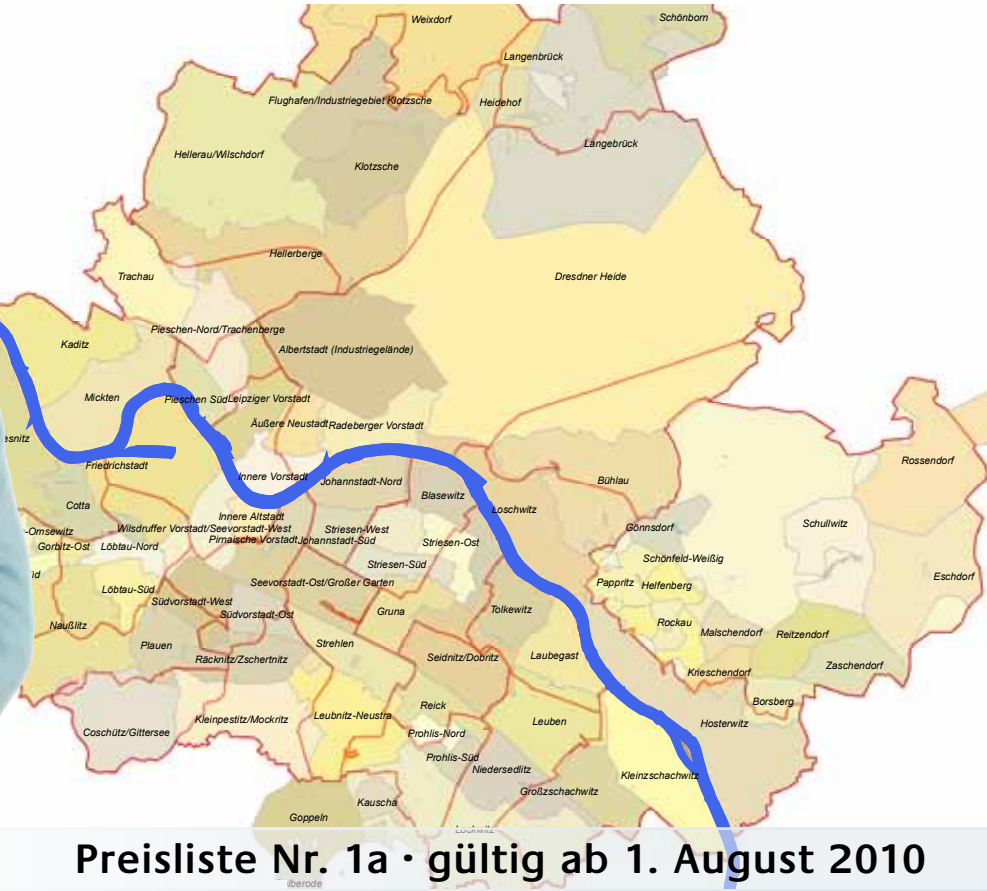 Weixdorf
Schönborn
Langenbrück
Flughafen/Industriegebiet Klotzsche
Heidehof
Langebrück
Hellerau/Wilschdorf
Klotzsche
Hellerberge
Trachau
Dresdner Heide
Pieschen-Nord/Trachenberge
Kaditz
Albertstadt (Industriegelände)
Mickten
Pieschen Süd
Leipziger Vorstadt
Äußere Neustadt
Radeberger Vorstadt
esnitz
Friedrichstadt
Rossendorf
Innere Vorstadt
Johannstadt-Nord
Bühlau
Blasewitz
Cotta
Loschwitz
Innere Altstadt
Schullwitz
Gönnsdorf
-Omsewitz
Wilsdruffer Vorstadt/Seevorstadt-West
Striesen-West
Pirnaische Vorstadt
Johannstadt-Süd
Striesen-Ost
Gorbitz-Ost
Löbtau-Nord
Schönfeld-Weißig
Striesen-Süd
üd
Eschdorf
Seevorstadt-Ost/Großer Garten
Pappritz
Helfenberg
Löbtau-Süd
Südvorstadt-West
Gruna
Tolkewitz
Südvorstadt-Ost
Naußlitz
Rockau
Malschendorf
Reitzendorf
Plauen
Strehlen
Räcknitz/Zschertnitz
Seidnitz/Dobritz
Laubegast
Zaschendorf
Krieschendorf
Borsberg
Reick
Leubnitz-Neustra
Kleinpestitz/Mockritz
Leuben
Hosterwitz
Coschütz/Gittersee
Prohlis-Nord
Prohlis-Süd
Niedersedlitz
Kleinzschachwitz
Großzschachwitz
Kauscha
Goppeln
Lockwitz
Preisliste Nr. 1a · gültig ab 1. August 2010
lberode